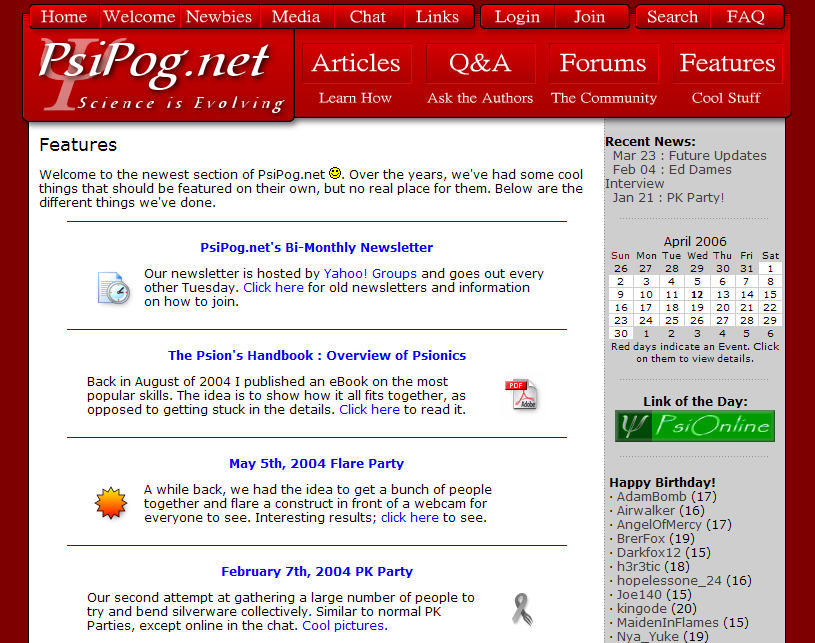 Home Welcome Newbies Media Chat Links Login Join Search FAQ
PsiPog.net
Science is Evolving
Articles Q&A Forums Features
Learn How Ask the Authors The Community Cool Stuff
Features
Welcome to the newest section of PsiPog.net. Over the years, we've had some cool
things that should be featured on their own, but no real place for them. Below are the
different things we've done.
PsiPog.net's Bi-Monthly Newsletter
Our newsletter is hosted by Yahoo! Groups and goes out every
other Tuesday. Click here for old newsletters and information
on how to join.
The Psion's Handbook : Overview of Psionics
Back in August of 2004 I published an eBook on the most
popular skills. The idea is to show how it all fits together, as
opposed to getting stuck in the details. Click here to read it.
PDF
Adobe
May 5th, 2004 Flare Party
A while back, we had the idea to get a bunch of people
together and flare a construct in front of a webcam for
everyone to see. Interesting results; click here to see.
February 7th, 2004 PK Party
Our second attempt at gathering a large number of people to
try and bend silverware collectively. Similar to normal PK
Parties, except online in the chat. Cool pictures.
Recent News:
Mar 23 : Future Updates
Feb 04 : Ed Dames
Interview
Jan 21 : PK Party!
April 2006
Sun Mon Tue Wed Thu Fri Sat
26 27 28 29 30 31 1
2 3 4 5 6 7 8
9 10 11 12 13 14 15
16 17 18 19 20 21 22
23 24 25 26 27 28 29
30 1 2 3 4 5 6
Red days indicate an Event. Click
on them to view details.
Link of the Day:
Ψ PsiOnline
Happy Birthday!
· AdamBomb (17)
· Airwalker (16)
· AngelOfMercy (17)
· BrerFox (19)
· Darkfox12 (15)
· h3r3tic (18)
· hopelessone_24 (16)
· Joe140 (15)
· kingode (20)
· MaidenInFlames (15)
· Nya_Yuke (19)